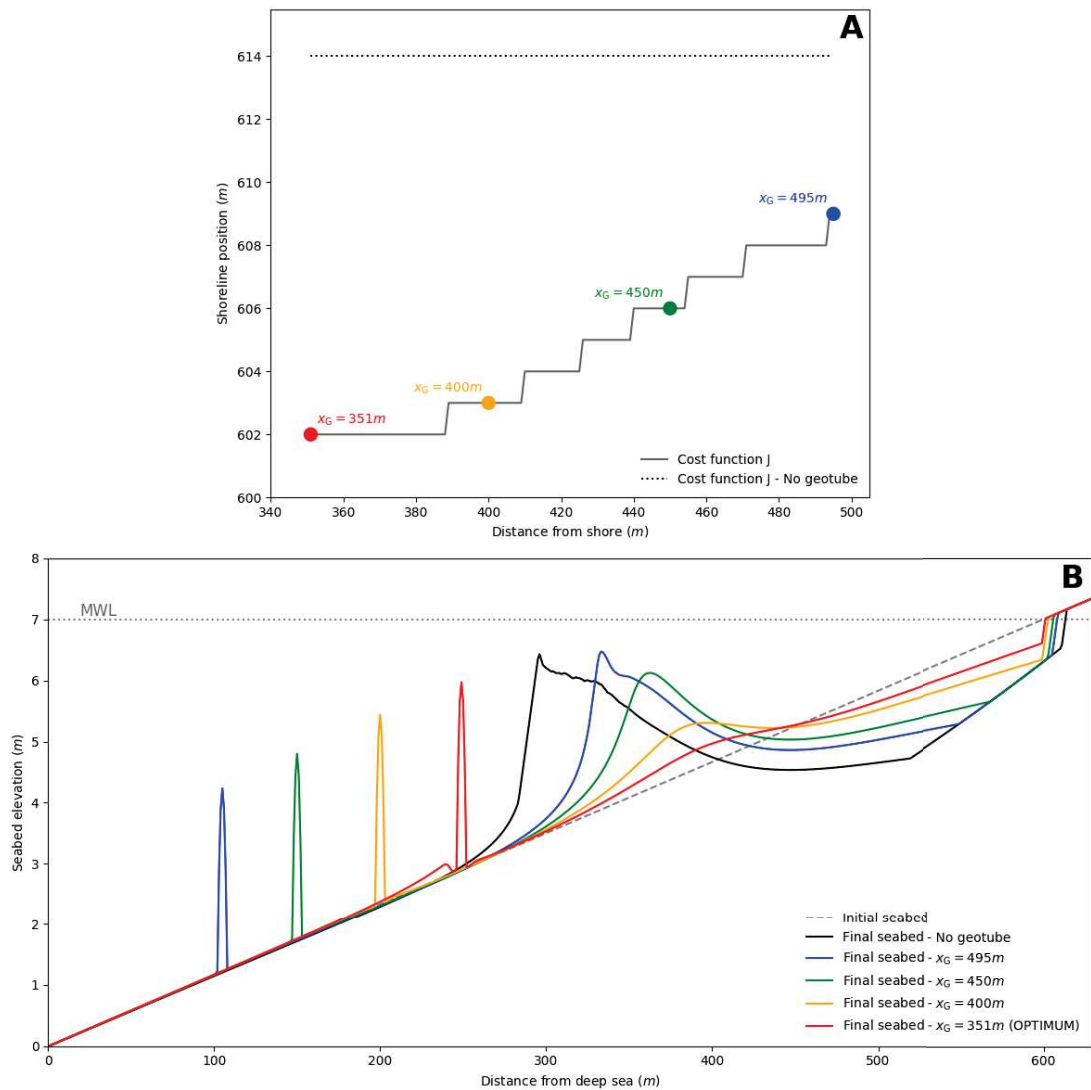 A
614
612
610
608
606
604
602
600
Shoreline position (m)
x_G = 495m
x_G = 450m
x_G = 400m
x_G = 351m
Cost function J
Cost function J - No geotube
340 360 380 400 420 440 460 480 500
Distance from shore (m)
B
8
7
6
5
4
3
2
1
0
Seabed elevation (m)
MWL
Initial seabed
Final seabed - No geotube
Final seabed - x_G = 495m
Final seabed - x_G = 450m
Final seabed - x_G = 400m
Final seabed - x_G = 351m (OPTIMUM)
0 100 200 300 400 500 600
Distance from deep sea (m)